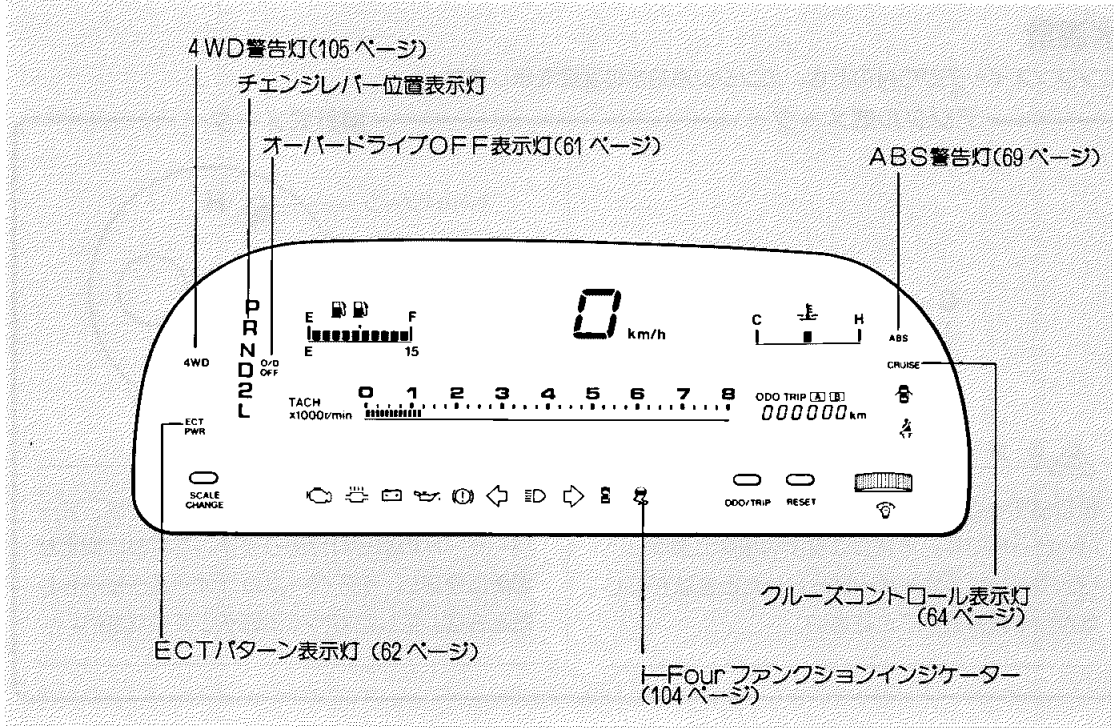 4WD警告灯(105ページ)
チェンジレバー位置表示灯
オーバードライブOFF表示灯(61ページ)
ABS警告灯(69ページ)
P
R
N
D
2
L
4WD
O/D
OFF
E F
E 15
0 km/h
C H
ABS
CRUISE
TACH
x1000r/min
0 1 2 3 4 5 6 7 8
ODO TRIP A B
000000 km
ECT
PWR
SCALE
CHANGE
ODO/TRIP
RESET
クルーズコントロール表示灯
(64ページ)
ECTパターン表示灯(62ページ)
i-Four ファンクションインジケーター
(104ページ)